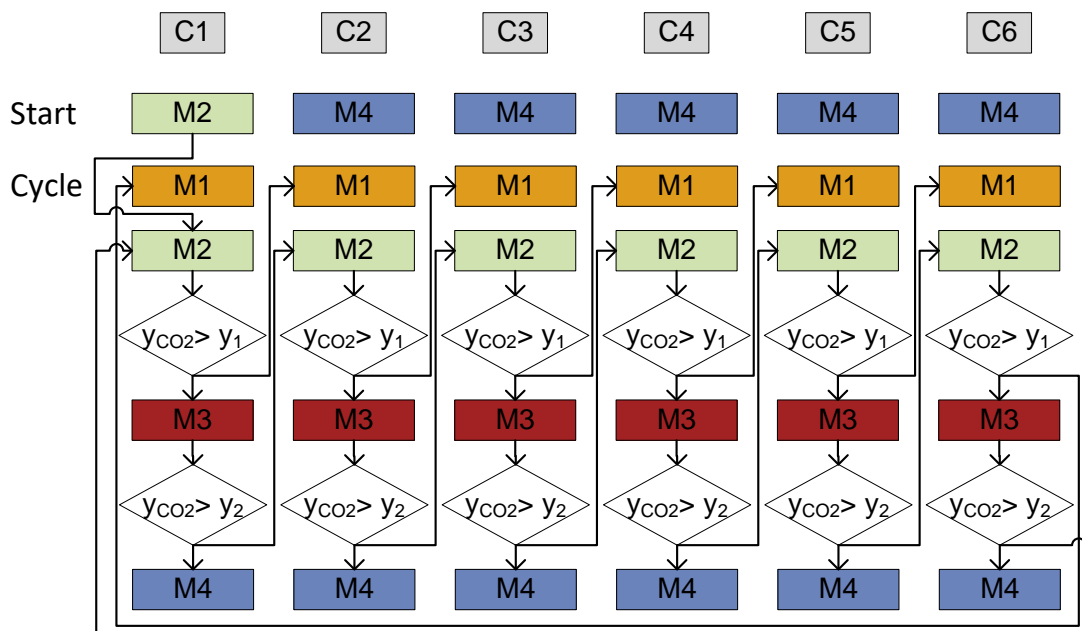 C1 C2 C3 C4 C5 C6
Start M2 M4 M4 M4 M4 M4
Cycle M1 M1 M1 M1 M1 M1
M2 M2 M2 M2 M2 M2
yCO2> y1 yCO2> y1 yCO2> y1 yCO2> y1 yCO2> y1 yCO2> y1
M3 M3 M3 M3 M3 M3
yCO2> y2 yCO2> y2 yCO2> y2 yCO2> y2 yCO2> y2 yCO2> y2
M4 M4 M4 M4 M4 M4